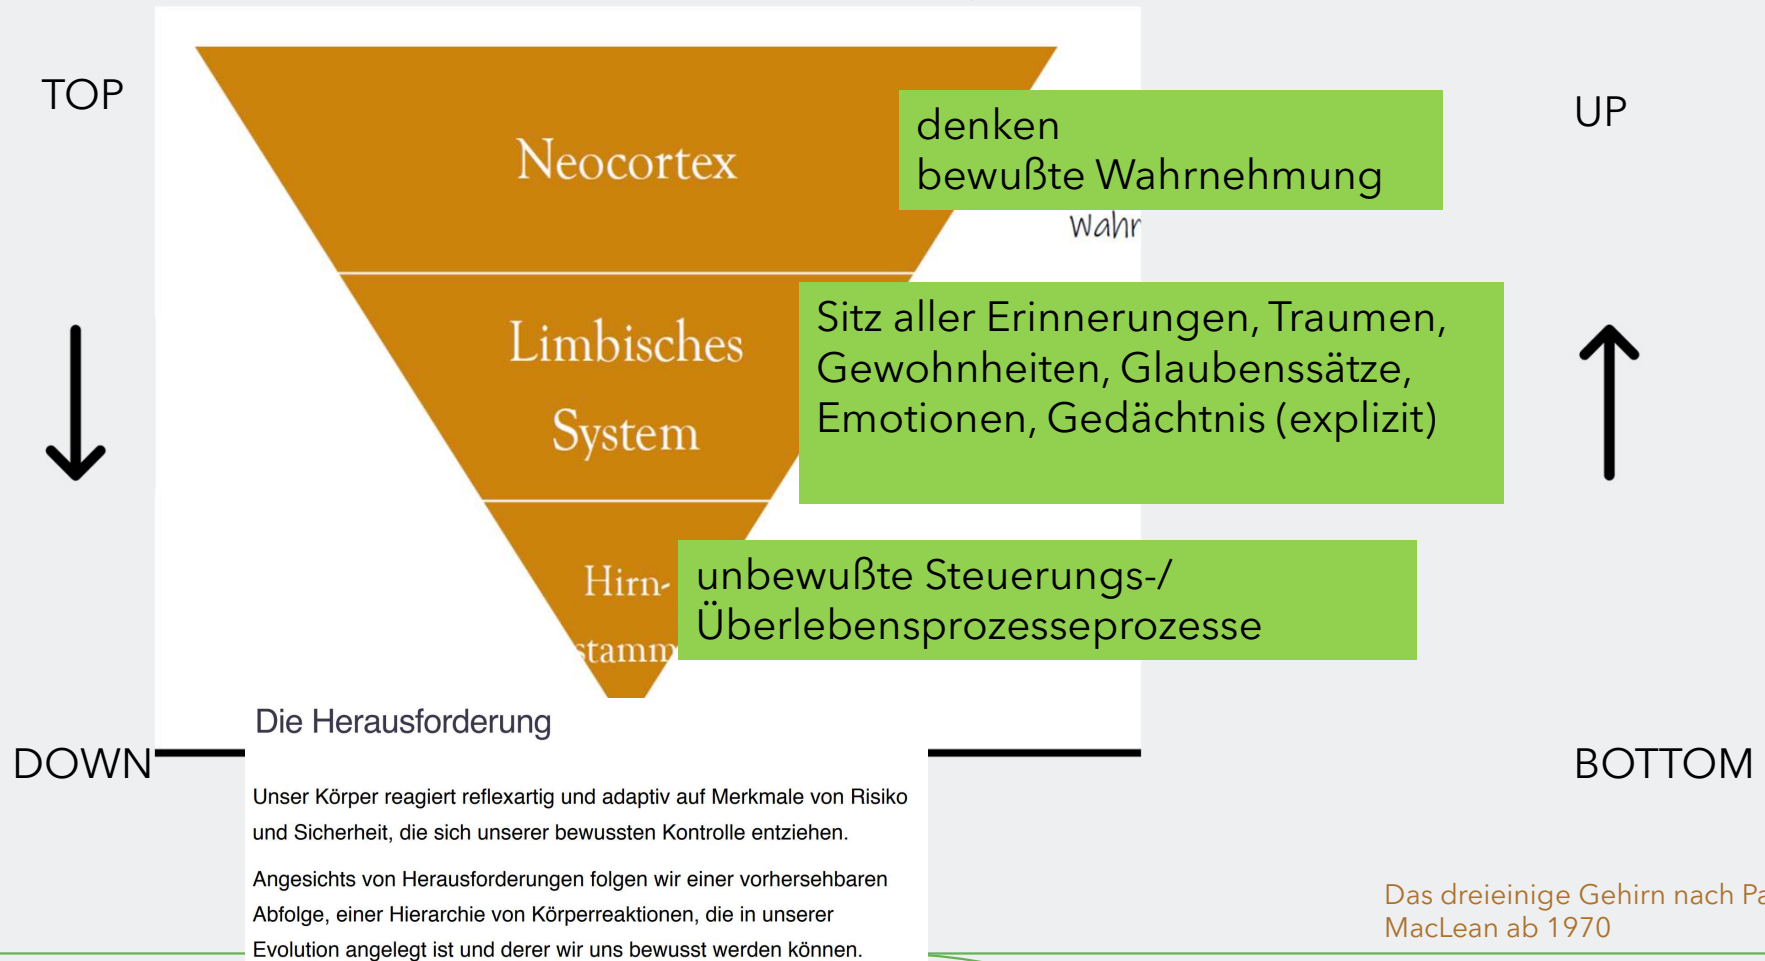 TOP
UP
Neocortex
denken
bewußte Wahrnehmung
Wahr
Limbisches
System
Sitz aller Erinnerungen, Traumen,
Gewohnheiten, Glaubenssätze,
Emotionen, Gedächtnis (explizit)
Hirn-
stamm
unbewußte Steuerungs-/
Überlebensprozesseprozesse
DOWN
BOTTOM
Die Herausforderung
Unser Körper reagiert reflexartig und adaptiv auf Merkmale von Risiko
und Sicherheit, die sich unserer bewussten Kontrolle entziehen.
Angesichts von Herausforderungen folgen wir einer vorhersehbaren
Abfolge, einer Hierarchie von Körperreaktionen, die in unserer
Evolution angelegt ist und derer wir uns bewusst werden können.
Das dreieinige Gehirn nach Pa
MacLean ab 1970